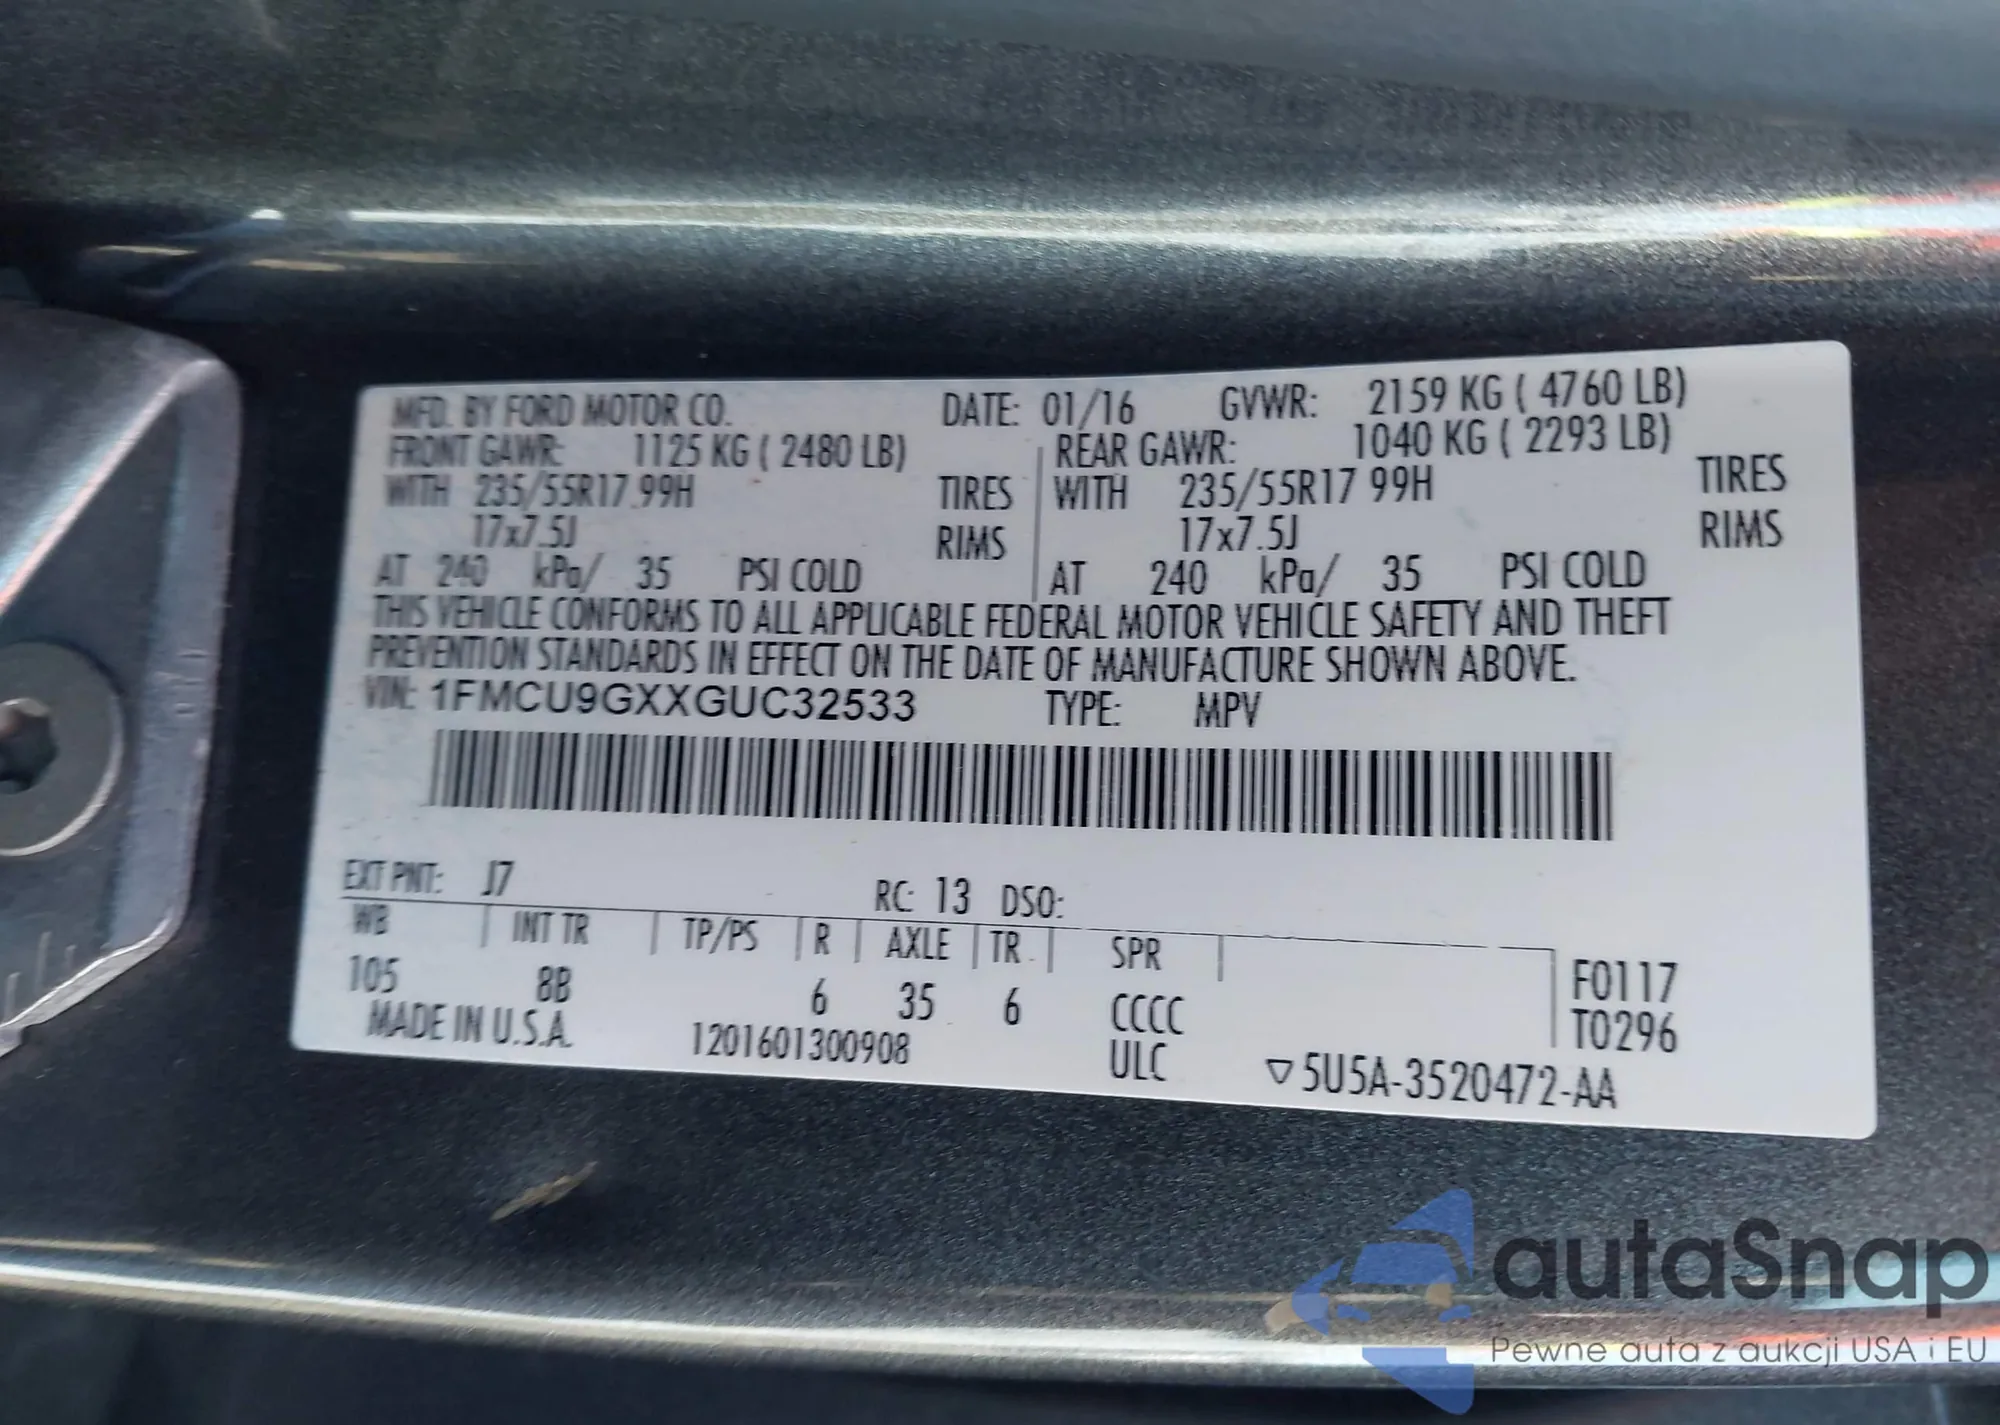 MFD. BY FORD MOTOR CO. DATE: 01/16 GVWR: 2159 KG ( 4760 LB)
FRONT GAWR: 1125 KG ( 2480 LB) REAR GAWR: 1040 KG ( 2293 LB)
WITH 235/55R17 99H TIRES WITH 235/55R17 99H TIRES
17x7.5J RIMS 17x7.5J RIMS
AT 240 kPa/ 35 PSI COLD AT 240 kPa/ 35 PSI COLD
THIS VEHICLE CONFORMS TO ALL APPLICABLE FEDERAL MOTOR VEHICLE SAFETY AND THEFT
PREVENTION STANDARDS IN EFFECT ON THE DATE OF MANUFACTURE SHOWN ABOVE.
VIN: 1FMCU9GXXGUC32533 TYPE: MPV
EXT PNT: J7 RC: 13 DSO:
WB INT TR TP/PS R AXLE TR SPR
105 8B 6 35 6 CCCC F0117
MADE IN U.S.A. 1201601300908 ULC T0296
▽5U5A-3520472-AA
autaSnap
Pewne auta z aukcji USA i EU